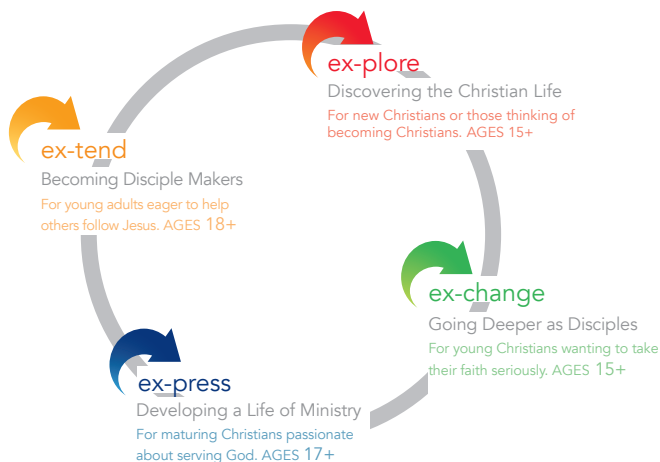 ex-plore
Discovering the Christian Life
For new Christians or those thinking of
becoming Christians. AGES 15+
ex-change
Going Deeper as Disciples
For young Christians wanting to take
their faith seriously. AGES 15+
ex-press
Developing a Life of Ministry
For maturing Christians passionate
about serving God. AGES 17+
ex-tend
Becoming Disciple Makers
For young adults eager to help
others follow Jesus. AGES 18+